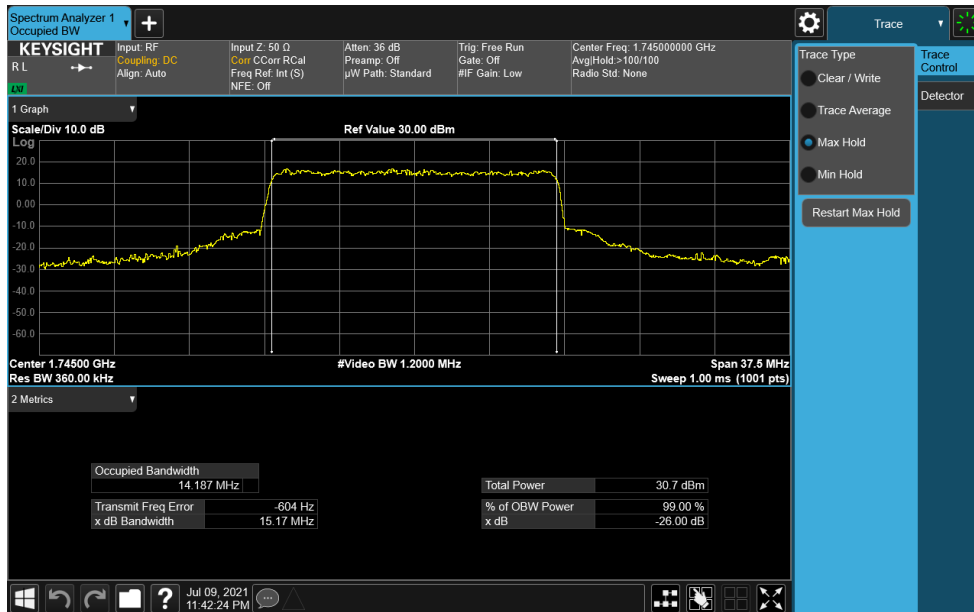 Spectrum Analyzer 1
Occupied BW
Trace
KEYSIGHT
R L
LXI
Input: RF
Coupling: DC
Align: Auto
Input Z: 50 Ω
Corr CCorr RCal
Freq Ref: Int (S)
NFE: Off
Atten: 36 dB
Preamp: Off
µW Path: Standard
Trig: Free Run
Gate: Off
#IF Gain: Low
Center Freq: 1.745000000 GHz
Avg|Hold:>100/100
Radio Std: None
Trace Type
Clear / Write
Trace Average
Max Hold
Min Hold
Restart Max Hold
Trace
Control
Detector
1 Graph
Scale/Div 10.0 dB
Ref Value 30.00 dBm
Log
20.0
10.0
0.00
-10.0
-20.0
-30.0
-40.0
-50.0
-60.0
Center 1.74500 GHz
#Video BW 1.2000 MHz
Span 37.5 MHz
Res BW 360.00 kHz
Sweep 1.00 ms (1001 pts)
2 Metrics
Occupied Bandwidth
14.187 MHz
Total Power 30.7 dBm
Transmit Freq Error -604 Hz
% of OBW Power 99.00 %
x dB Bandwidth 15.17 MHz
x dB -26.00 dB
?
Jul 09, 2021
11:42:24 PM